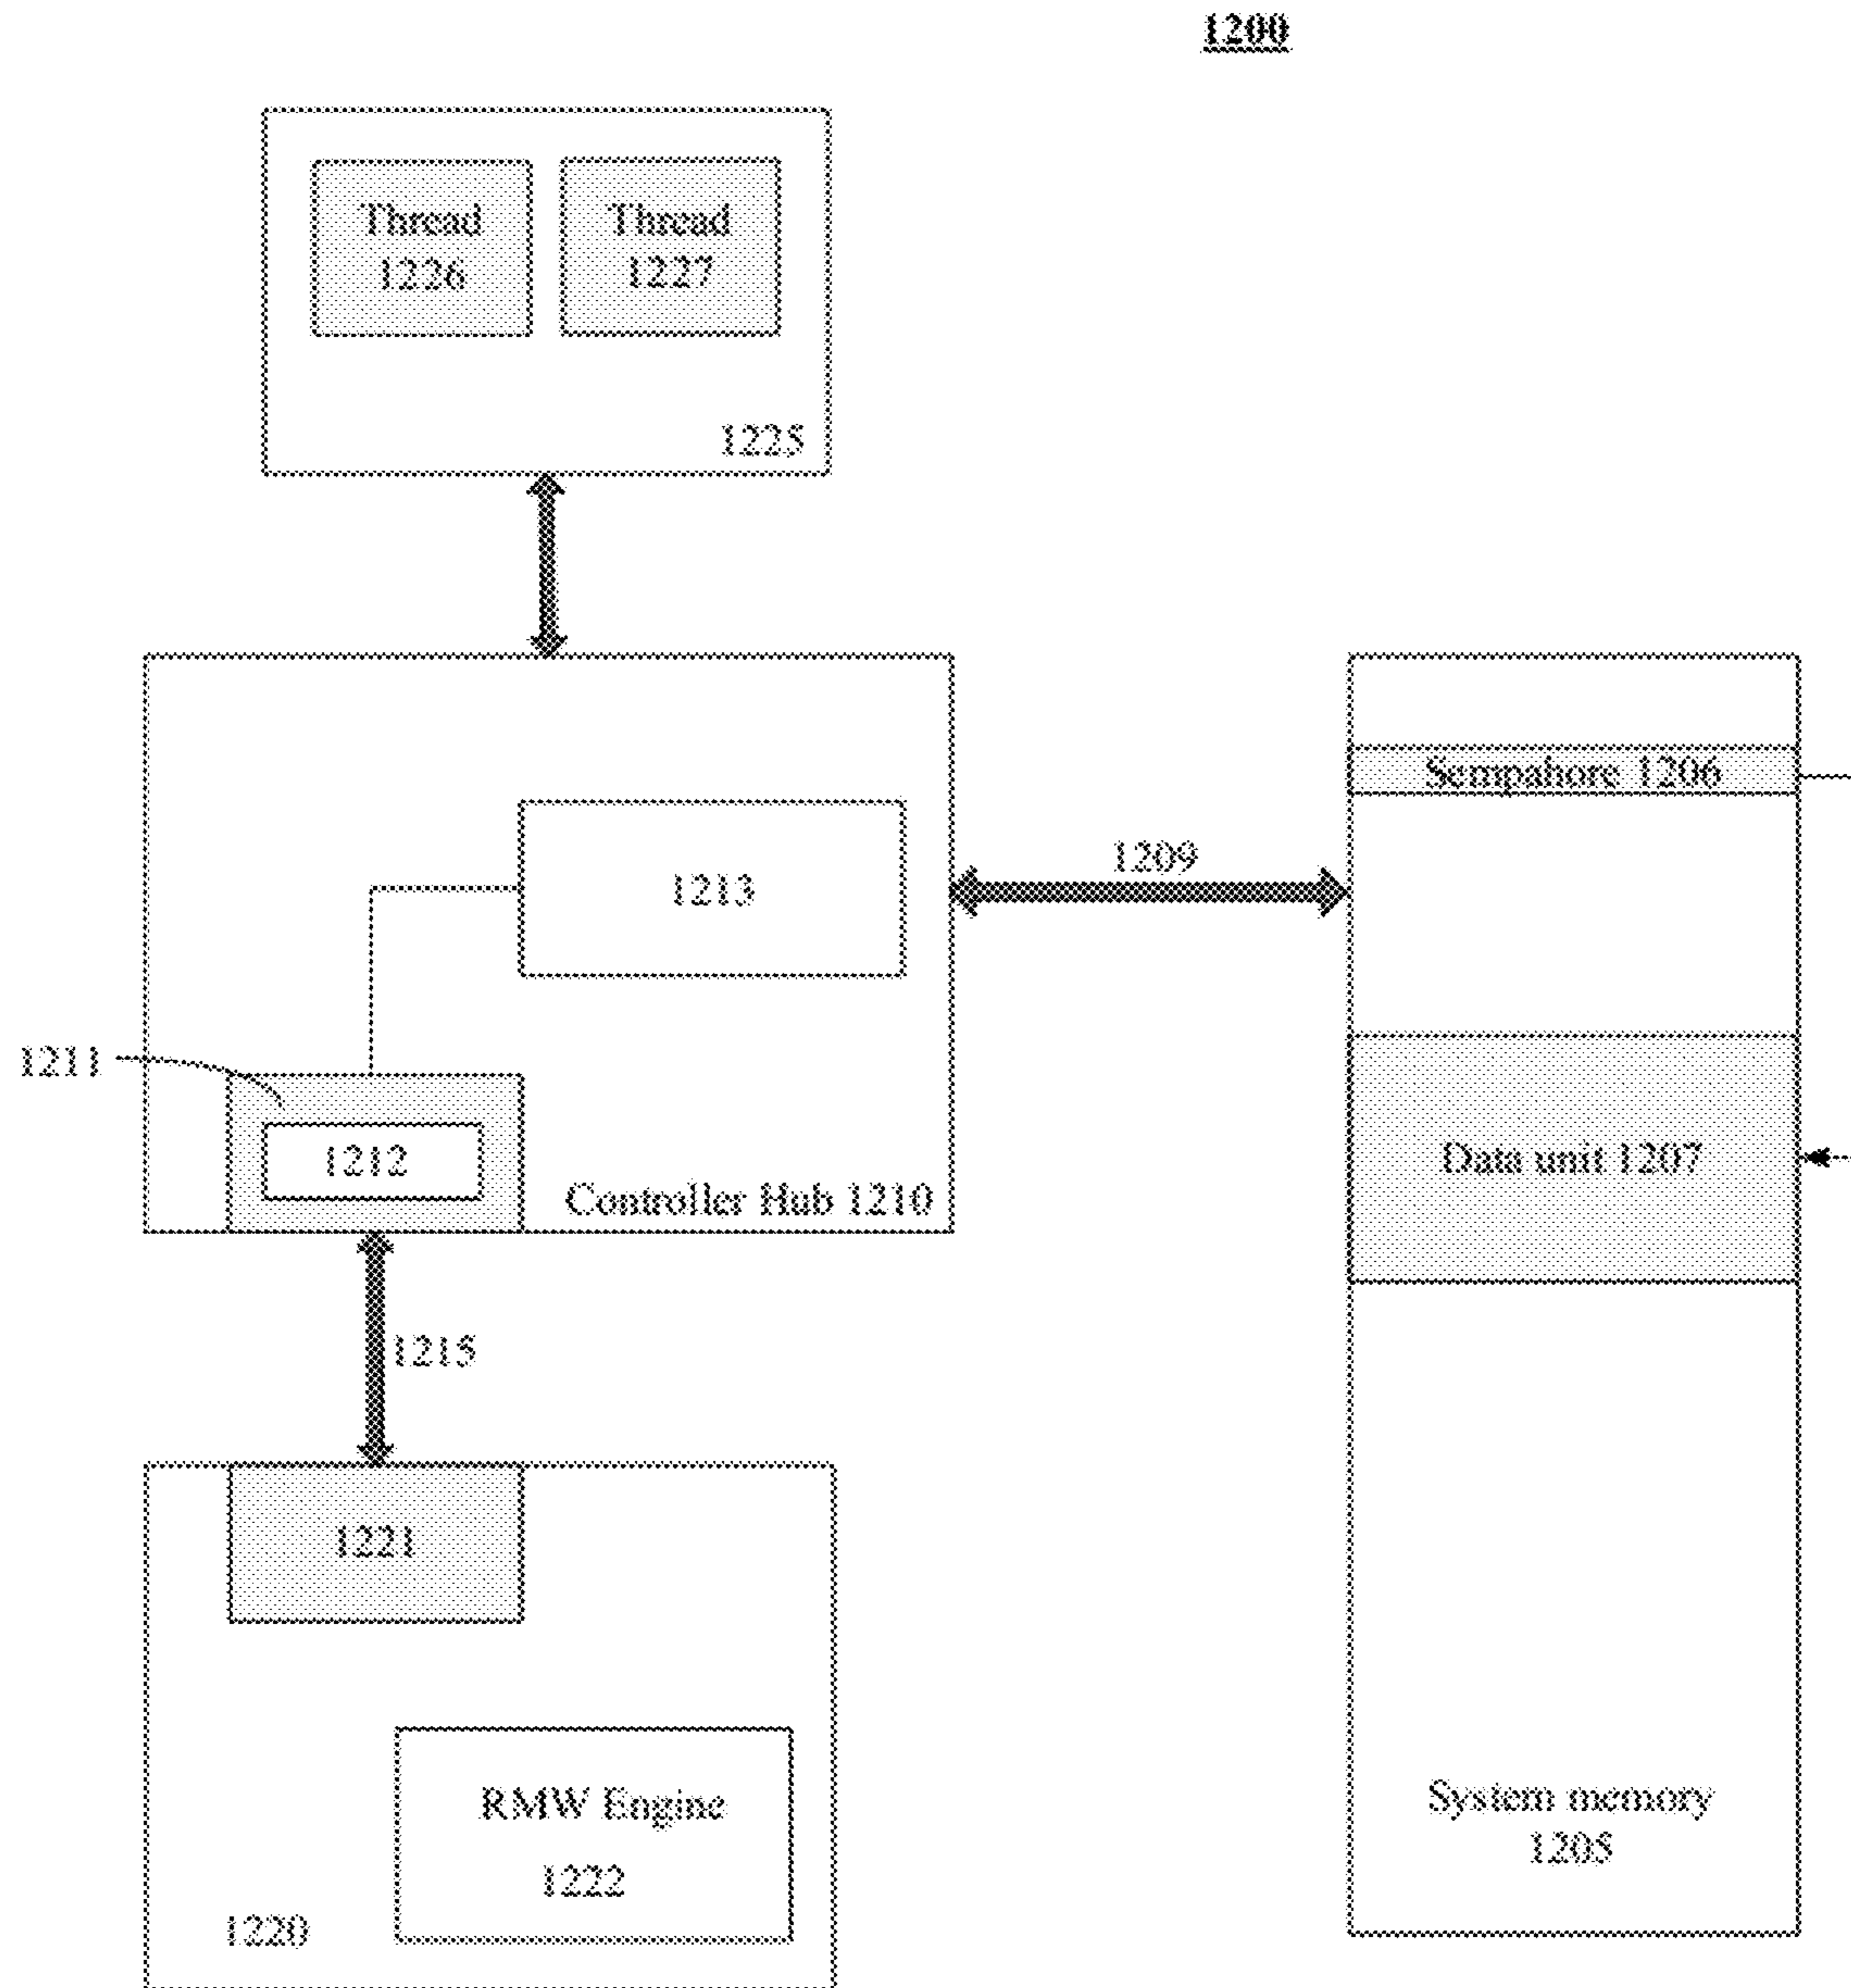 1200
Thread
1226
Thread
1227
1225
Sempahore 1206
1209
1213
1211
1212
Data unit 1207
Controller Hub 1210
1215
1221
RMW Engine
1222
System memory
1205
1220